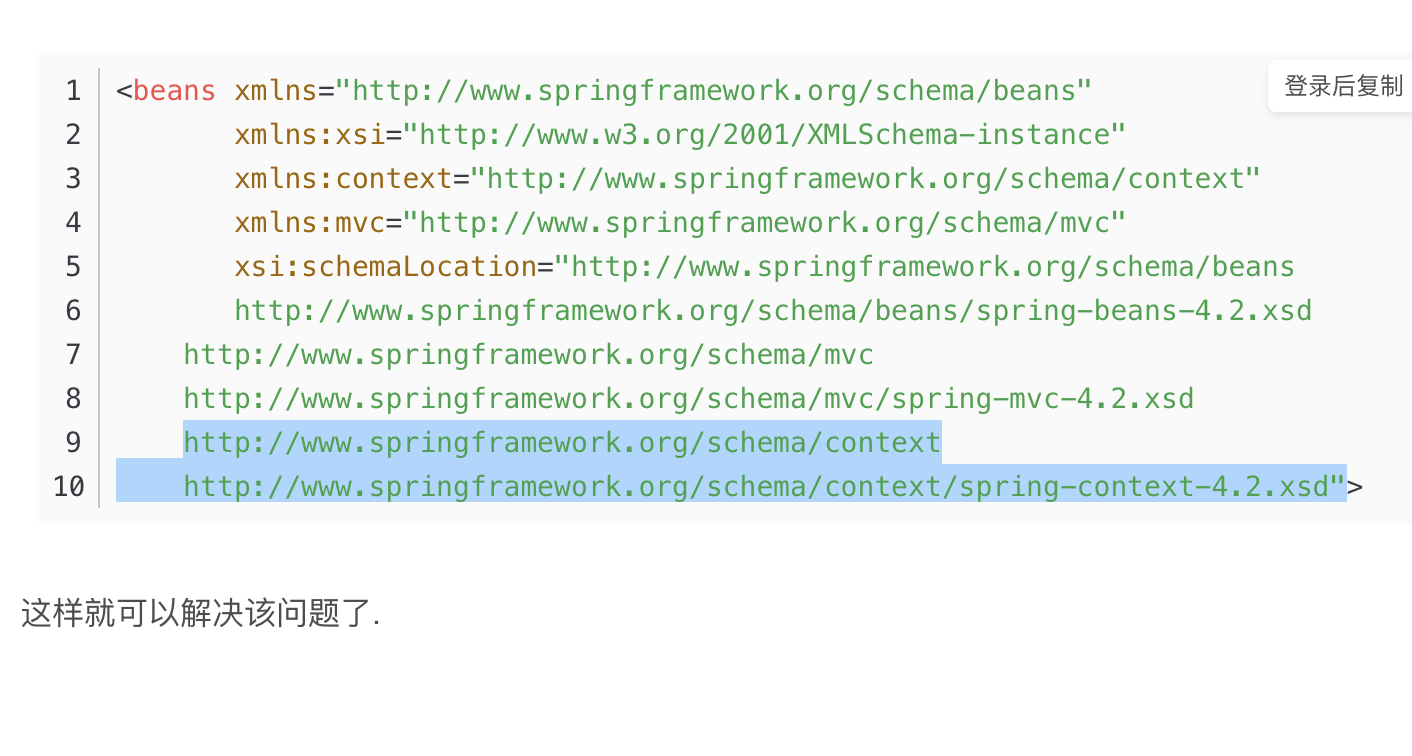 登录后复制
1 <beans xmlns="http://www.springframework.org/schema/beans"
2 xmlns:xsi="http://www.w3.org/2001/XMLSchema-instance"
3 xmlns:context="http://www.springframework.org/schema/context"
4 xmlns:mvc="http://www.springframework.org/schema/mvc"
5 xsi:schemaLocation="http://www.springframework.org/schema/beans
6 http://www.springframework.org/schema/beans/spring-beans-4.2.xsd
7 http://www.springframework.org/schema/mvc
8 http://www.springframework.org/schema/mvc/spring-mvc-4.2.xsd
9 http://www.springframework.org/schema/context
10 http://www.springframework.org/schema/context/spring-context-4.2.xsd">
这样就可以解决该问题了.